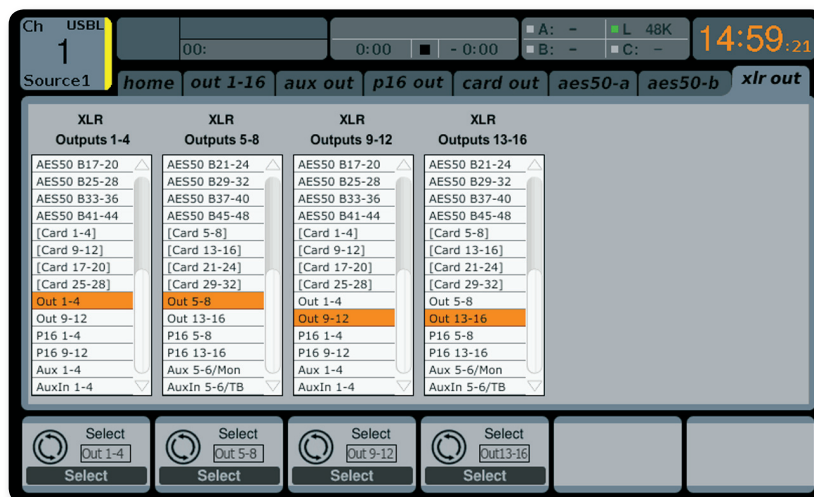 Ch USBL
1
Source1
00:
0:00 - 0:00
A: - L 48K
B: - C: -
14:59:21
home out 1-16 aux out p16 out card out aes50-a aes50-b xlr out
XLR XLR XLR XLR
Outputs 1-4 Outputs 5-8 Outputs 9-12 Outputs 13-16
AES50 B17-20 AES50 B21-24 AES50 B17-20 AES50 B21-24
AES50 B25-28 AES50 B29-32 AES50 B25-28 AES50 B29-32
AES50 B33-36 AES50 B37-40 AES50 B33-36 AES50 B37-40
AES50 B41-44 AES50 B45-48 AES50 B41-44 AES50 B45-48
[Card 1-4] [Card 5-8] [Card 1-4] [Card 5-8]
[Card 9-12] [Card 13-16] [Card 9-12] [Card 13-16]
[Card 17-20] [Card 21-24] [Card 17-20] [Card 21-24]
[Card 25-28] [Card 29-32] [Card 25-28] [Card 29-32]
Out 1-4 Out 5-8 Out 1-4 Out 5-8
Out 9-12 Out 13-16 Out 9-12 Out 13-16
P16 1-4 P16 5-8 P16 1-4 P16 5-8
P16 9-12 P16 13-16 P16 9-12 P16 13-16
Aux 1-4 Aux 5-6/Mon Aux 1-4 Aux 5-6/Mon
AuxIn 1-4 AuxIn 5-6/TB AuxIn 1-4 AuxIn 5-6/TB
Select Select Select Select
Out 1-4 Out 5-8 Out 9-12 Out13-16
Select Select Select Select